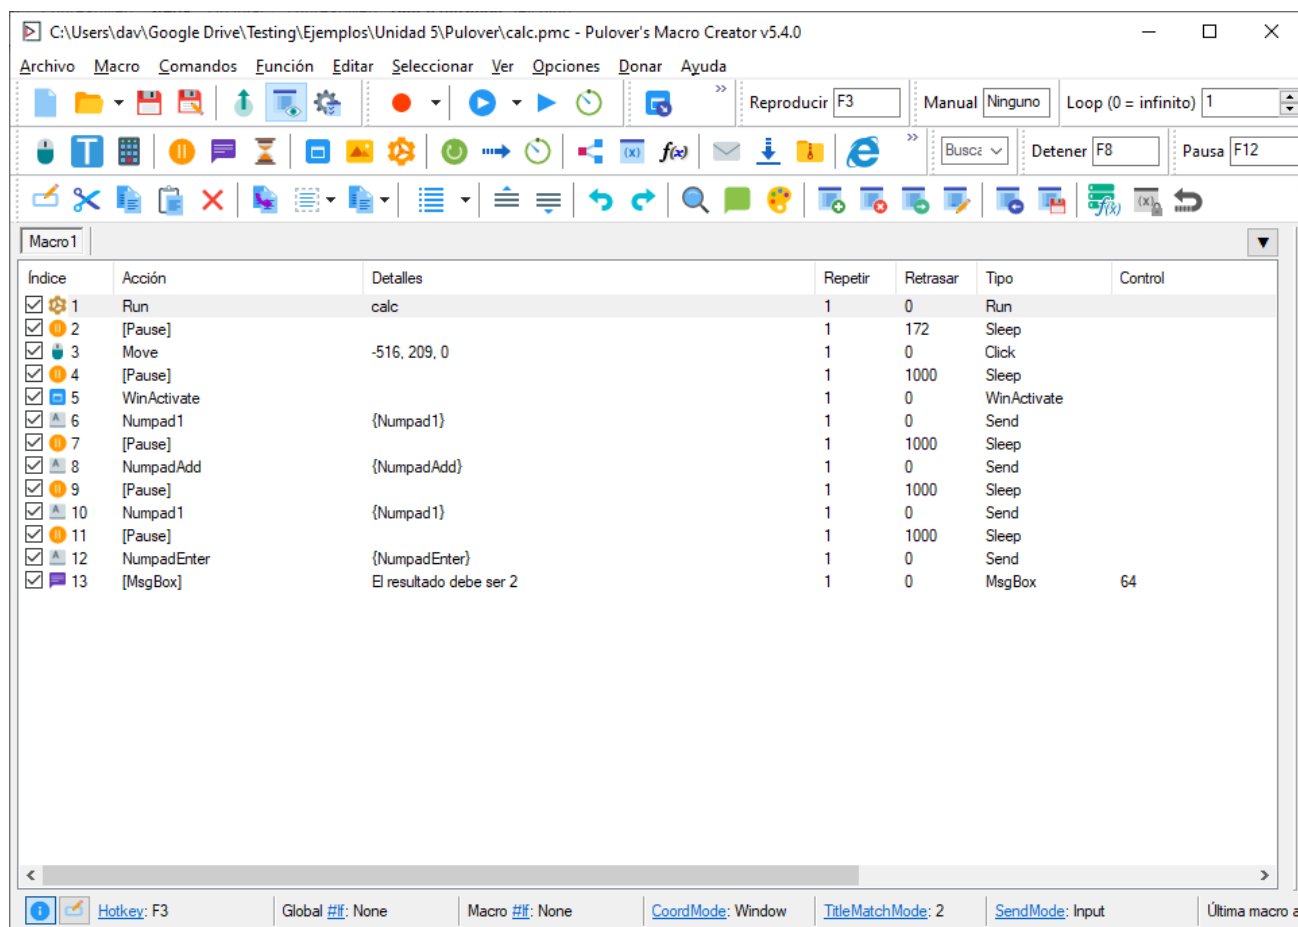 C:\Users\dav\Google Drive\Testing\Ejemplos\Unidad 5\Pulover\calc.pmc - Pulover's Macro Creator v5.4.0
Archivo Macro Comandos Función Editar Seleccionar Ver Opciones Donar Ayuda
Reproducir F3 Manual Ninguno Loop (0 = infinito) 1
T (x) f(x) Busca Detener F8 Pausa F12
f(x) (x)
Macro1
Índice Acción Detalles Repetir Retrasar Tipo Control
1 Run calc 1 0 Run
2 [Pause] 1 172 Sleep
3 Move -516, 209, 0 1 0 Click
4 [Pause] 1 1000 Sleep
5 WinActivate 1 0 WinActivate
6 Numpad1 {Numpad1} 1 0 Send
7 [Pause] 1 1000 Sleep
8 NumpadAdd {NumpadAdd} 1 0 Send
9 [Pause] 1 1000 Sleep
10 Numpad1 {Numpad1} 1 0 Send
11 [Pause] 1 1000 Sleep
12 NumpadEnter {NumpadEnter} 1 0 Send
13 [MsgBox] El resultado debe ser 2 1 0 MsgBox 64
Hotkey: F3 Global #If: None Macro #If: None CoordMode: Window TitleMatchMode: 2 SendMode: Input Última macro a